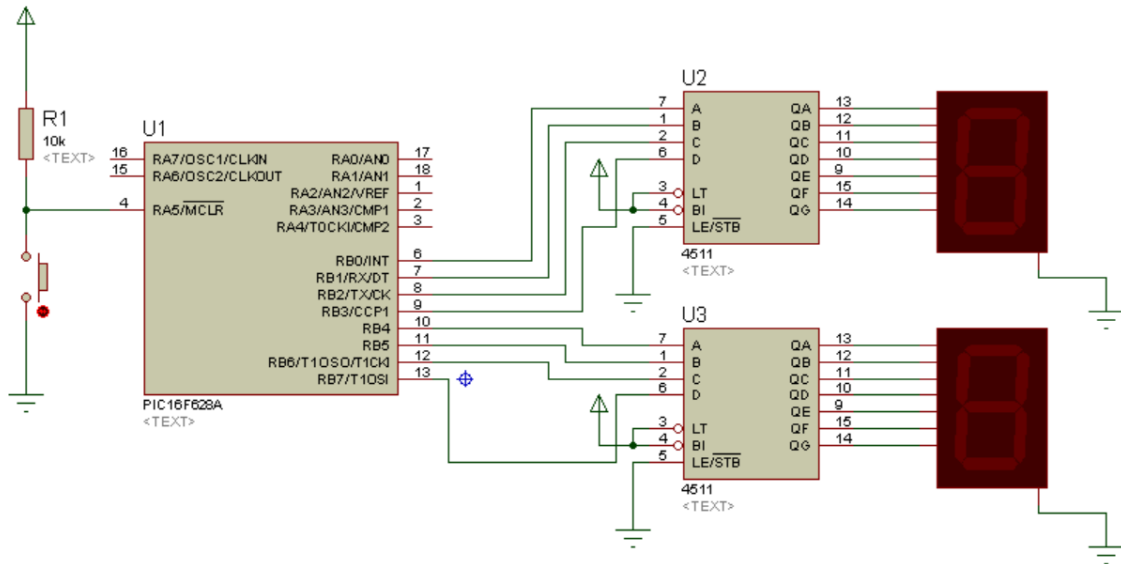 R1
10k
<TEXT>
U1
16 RA7/OSC1/CLKIN RA0/AN0 17
15 RA6/OSC2/CLKOUT RA1/AN1 18
RA2/AN2/VREF 1
4 RA5/MCLR RA3/AN3/CMP1 2
RA4/T0CKI/CMP2 3
RB0/INT 6
RB1/RX/DT 7
RB2/TX/CK 8
RB3/CCP1 9
RB4 10
RB5 11
RB6/T1OSO/T1CKI 12
RB7/T1OSI 13
PIC16F628A
<TEXT>
U2
7 A QA 13
1 B QB 12
2 C QC 11
6 D QD 10
QE 9
3 LT QF 15
4 BI QG 14
5 LE/STB
4511
<TEXT>
U3
7 A QA 13
1 B QB 12
2 C QC 11
6 D QD 10
QE 9
3 LT QF 15
4 BI QG 14
5 LE/STB
4511
<TEXT>